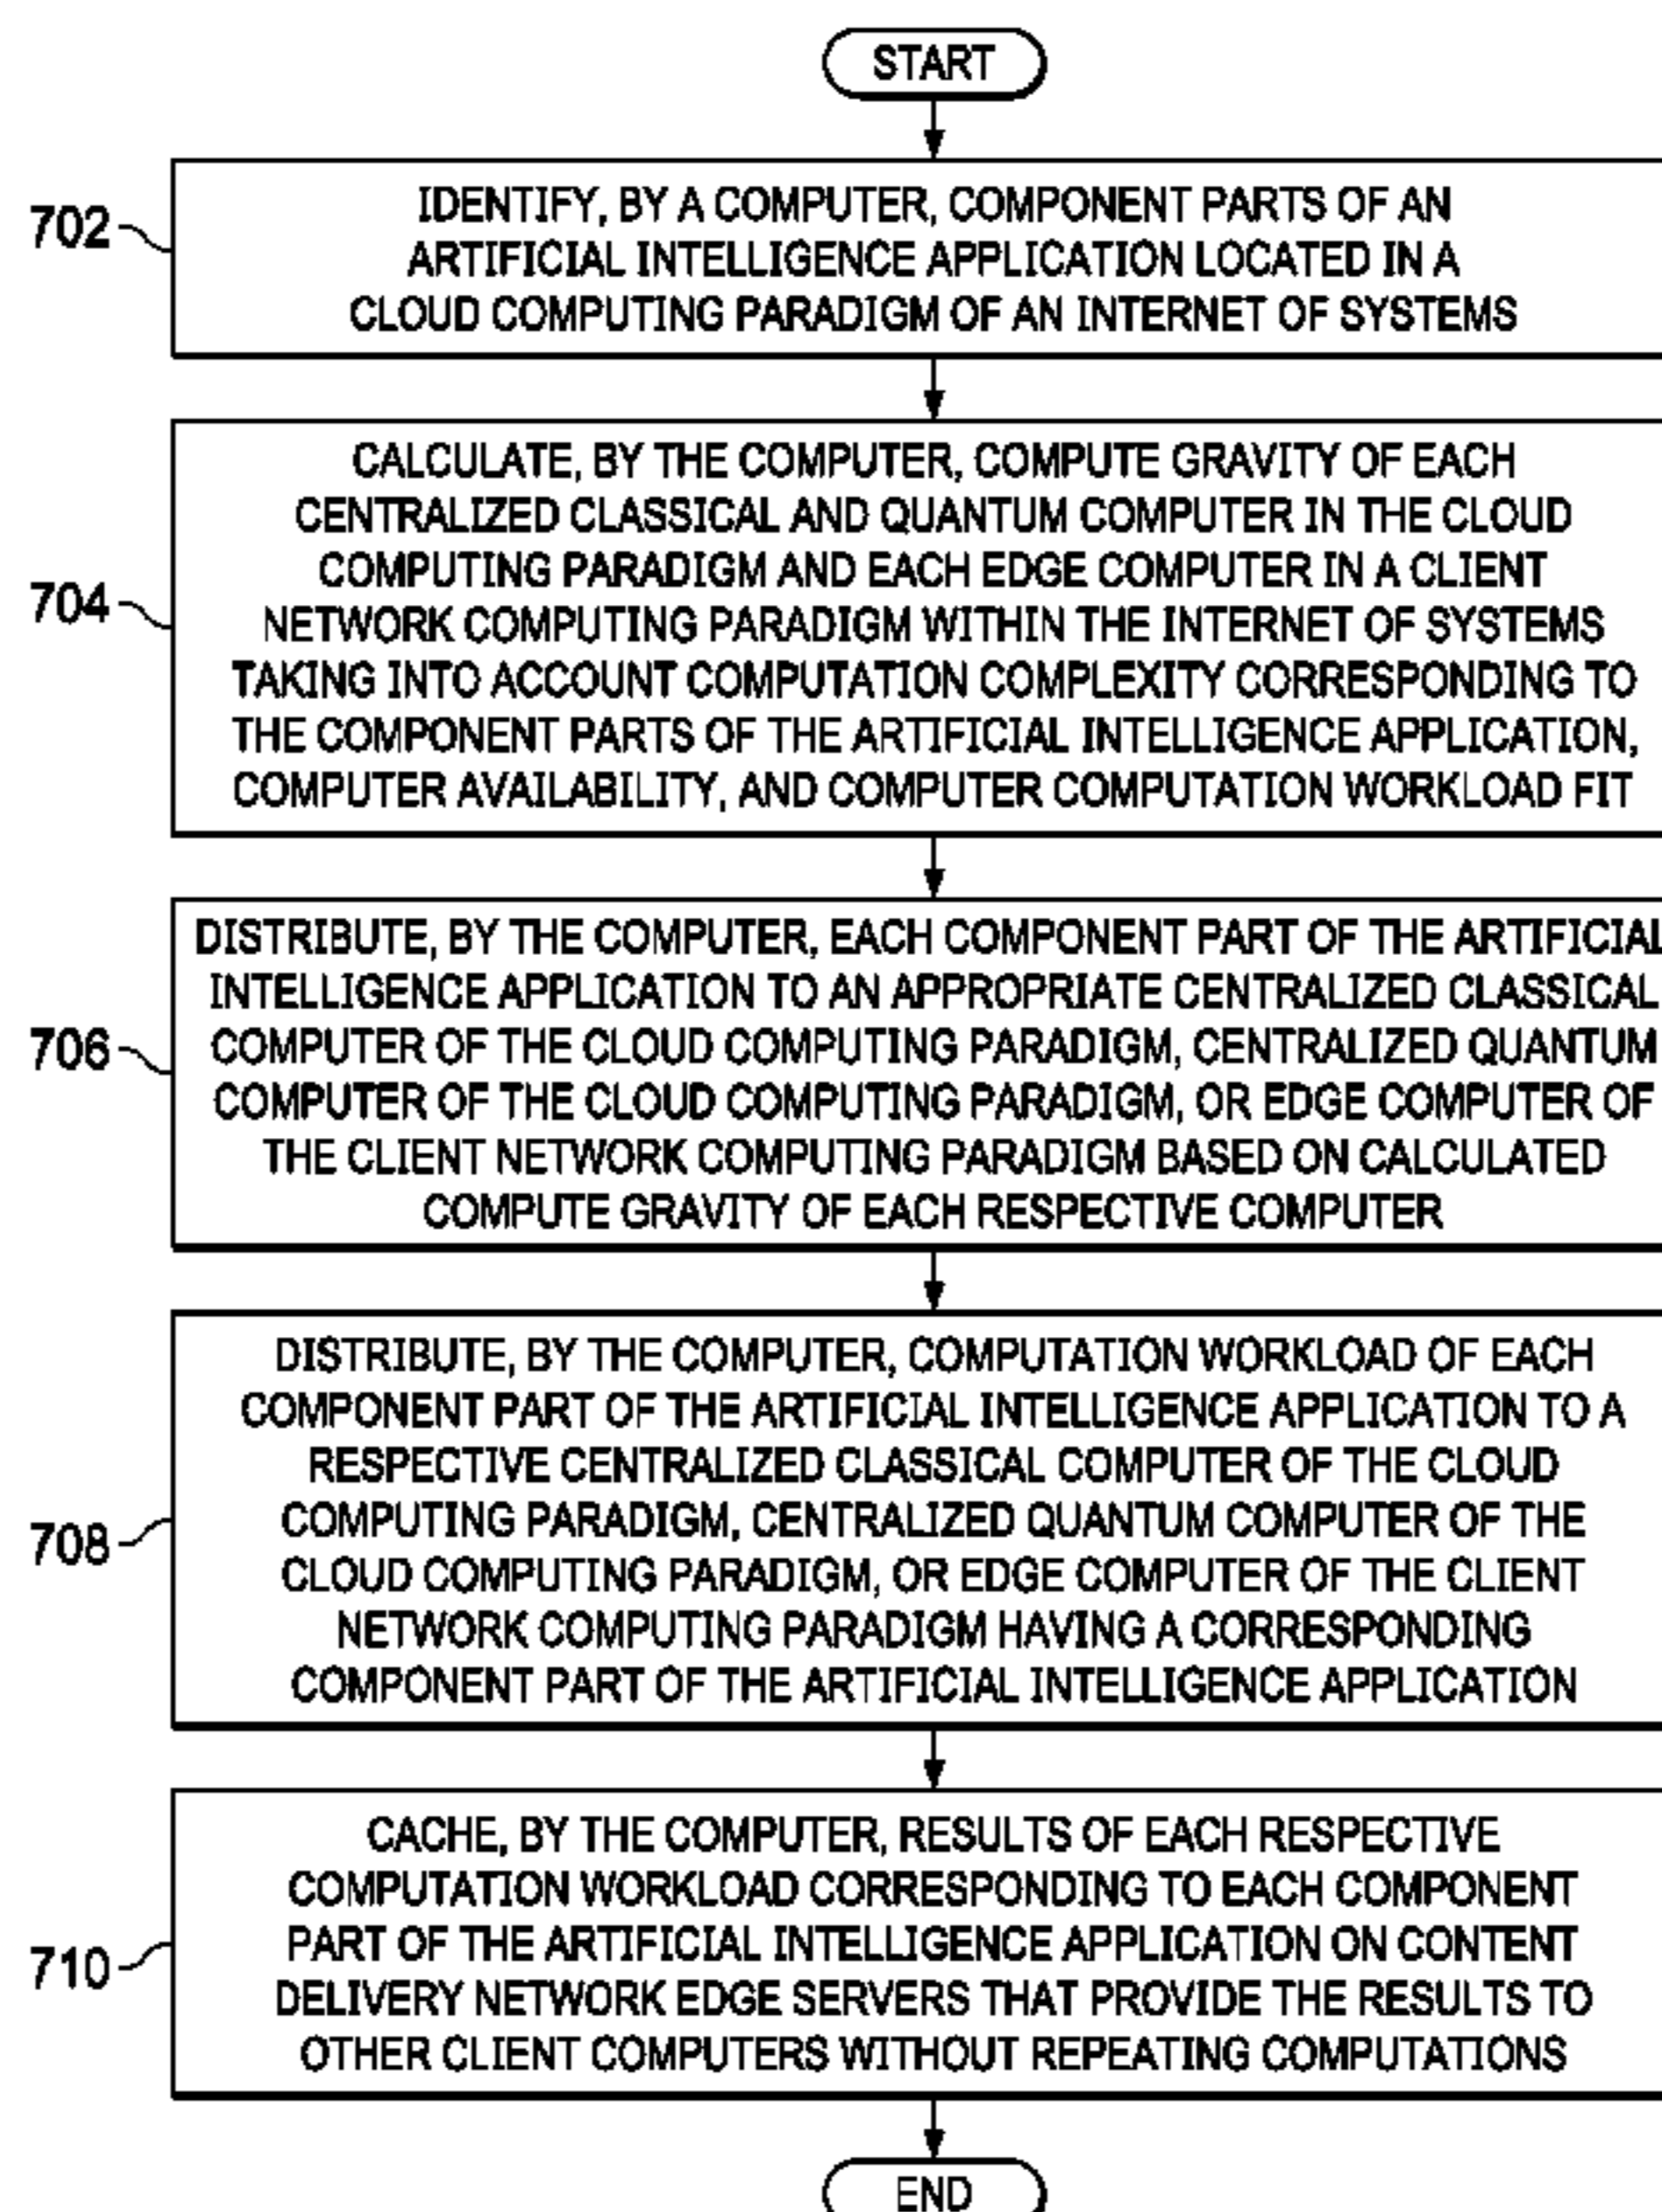 START
702
IDENTIFY, BY A COMPUTER, COMPONENT PARTS OF AN
ARTIFICIAL INTELLIGENCE APPLICATION LOCATED IN A
CLOUD COMPUTING PARADIGM OF AN INTERNET OF SYSTEMS
704
CALCULATE, BY THE COMPUTER, COMPUTE GRAVITY OF EACH
CENTRALIZED CLASSICAL AND QUANTUM COMPUTER IN THE CLOUD
COMPUTING PARADIGM AND EACH EDGE COMPUTER IN A CLIENT
NETWORK COMPUTING PARADIGM WITHIN THE INTERNET OF SYSTEMS
TAKING INTO ACCOUNT COMPUTATION COMPLEXITY CORRESPONDING TO
THE COMPONENT PARTS OF THE ARTIFICIAL INTELLIGENCE APPLICATION,
COMPUTER AVAILABILITY, AND COMPUTER COMPUTATION WORKLOAD FIT
706
DISTRIBUTE, BY THE COMPUTER, EACH COMPONENT PART OF THE ARTIFICIAL
INTELLIGENCE APPLICATION TO AN APPROPRIATE CENTRALIZED CLASSICAL
COMPUTER OF THE CLOUD COMPUTING PARADIGM, CENTRALIZED QUANTUM
COMPUTER OF THE CLOUD COMPUTING PARADIGM, OR EDGE COMPUTER OF
THE CLIENT NETWORK COMPUTING PARADIGM BASED ON CALCULATED
COMPUTE GRAVITY OF EACH RESPECTIVE COMPUTER
708
DISTRIBUTE, BY THE COMPUTER, COMPUTATION WORKLOAD OF EACH
COMPONENT PART OF THE ARTIFICIAL INTELLIGENCE APPLICATION TO A
RESPECTIVE CENTRALIZED CLASSICAL COMPUTER OF THE CLOUD
COMPUTING PARADIGM, CENTRALIZED QUANTUM COMPUTER OF THE
CLOUD COMPUTING PARADIGM, OR EDGE COMPUTER OF THE CLIENT
NETWORK COMPUTING PARADIGM HAVING A CORRESPONDING
COMPONENT PART OF THE ARTIFICIAL INTELLIGENCE APPLICATION
710
CACHE, BY THE COMPUTER, RESULTS OF EACH RESPECTIVE
COMPUTATION WORKLOAD CORRESPONDING TO EACH COMPONENT
PART OF THE ARTIFICIAL INTELLIGENCE APPLICATION ON CONTENT
DELIVERY NETWORK EDGE SERVERS THAT PROVIDE THE RESULTS TO
OTHER CLIENT COMPUTERS WITHOUT REPEATING COMPUTATIONS
END